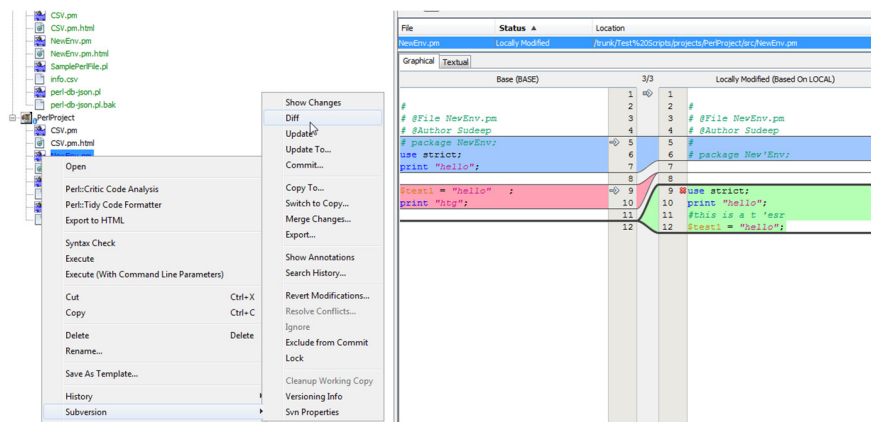 CSV.pm
CSV.pm.html
NewEnv.pm
NewEnv.pm.html
SamplePerlFile.pl
info.csv
perl-db-json.pl
perl-db-json.pl.bak
PerlProject
CSV.pm
CSV.pm.html
NewEnv.pm
Open
Perl::Critic Code Analysis
Perl::Tidy Code Formatter
Export to HTML
Syntax Check
Execute
Execute (With Command Line Parameters)
Cut Ctrl+X
Copy Ctrl+C
Delete Delete
Rename...
Save As Template...
History
Subversion
Show Changes
Diff
Update
Update To...
Commit...
Copy To...
Switch to Copy...
Merge Changes...
Export...
Show Annotations
Search History...
Revert Modifications...
Resolve Conflicts...
Ignore
Exclude from Commit
Lock
Cleanup Working Copy
Versioning Info
Svn Properties
File Status Location
NewEnv.pm Locally Modified /trunk/Test%20Scripts/projects/PerlProject/src/NewEnv.pm
Graphical Textual
Base (BASE) 3/3 Locally Modified (Based On LOCAL)
1 1
# 2 2 #
# @File NewEnv.pm 3 3 # @File NewEnv.pm
# @Author Sudeep 4 4 # @Author Sudeep
# package NewEnv; 5 5 #
use strict; 6 6 # package New'Env;
print "hello"; 7 7
8 8
$test1 = "hello" ; 9 9 use strict;
print "htg"; 10 10 print "hello";
11 11 #this is a t 'esr
12 12 $test1 = "hello";